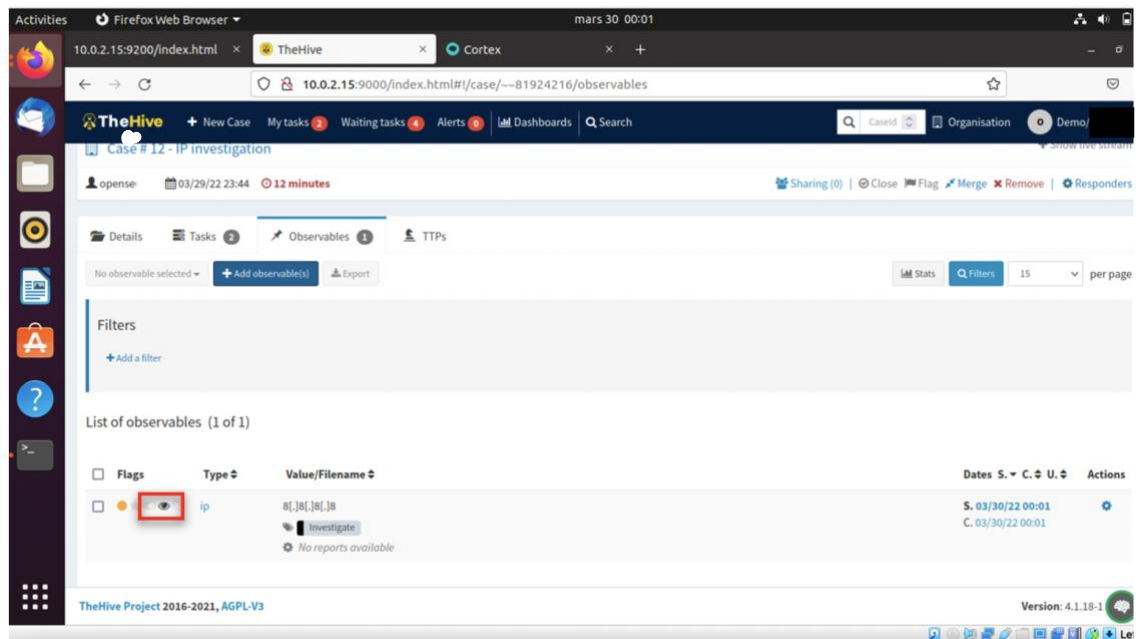 Activities Firefox Web Browser mars 30 00:01
10.0.2.15:9200/index.html × TheHive × Cortex × +
10.0.2.15:9000/index.html#!/case/~~81924216/observables
TheHive + New Case My tasks 2 Waiting tasks 4 Alerts 0 Dashboards Search CaseId Organisation O Demo/
Case # 12 - IP investigation + Show live stream
opense 03/29/22 23:44 12 minutes Sharing (0) | Close Flag Merge Remove | Responders
Details Tasks 2 Observables 1 TTPs
No observable selected + Add observable(s) Export Stats Filters 15 per page
Filters
+ Add a filter
List of observables (1 of 1)
Flags Type Value/Filename Dates S. C. U. Actions
ip 8[.]8[.]8[.]8 S. 03/30/22 00:01
Investigate C. 03/30/22 00:01
No reports available
TheHive Project 2016-2021, AGPL-V3 Version: 4.1.18-1